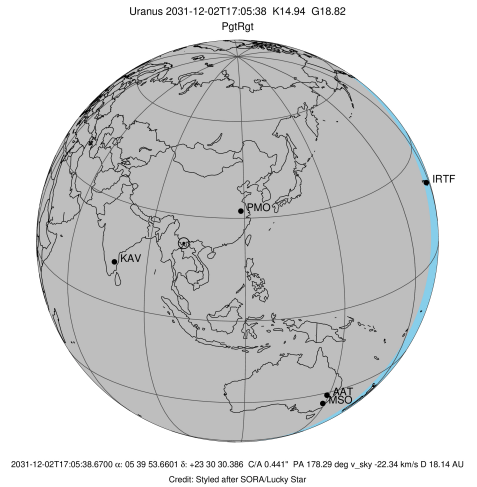 Uranus 2031-12-02T17:05:38 K14.94 G18.82
PgtRgt
IRTF
PMO
KAV
AAT
MSO
2031-12-02T17:05:38.6700 α: 05 39 53.6601 δ: +23 30 30.386 C/A 0.441" PA 178.29 deg v_sky -22.34 km/s D 18.14 AU
Credit: Styled after SORA/Lucky Star